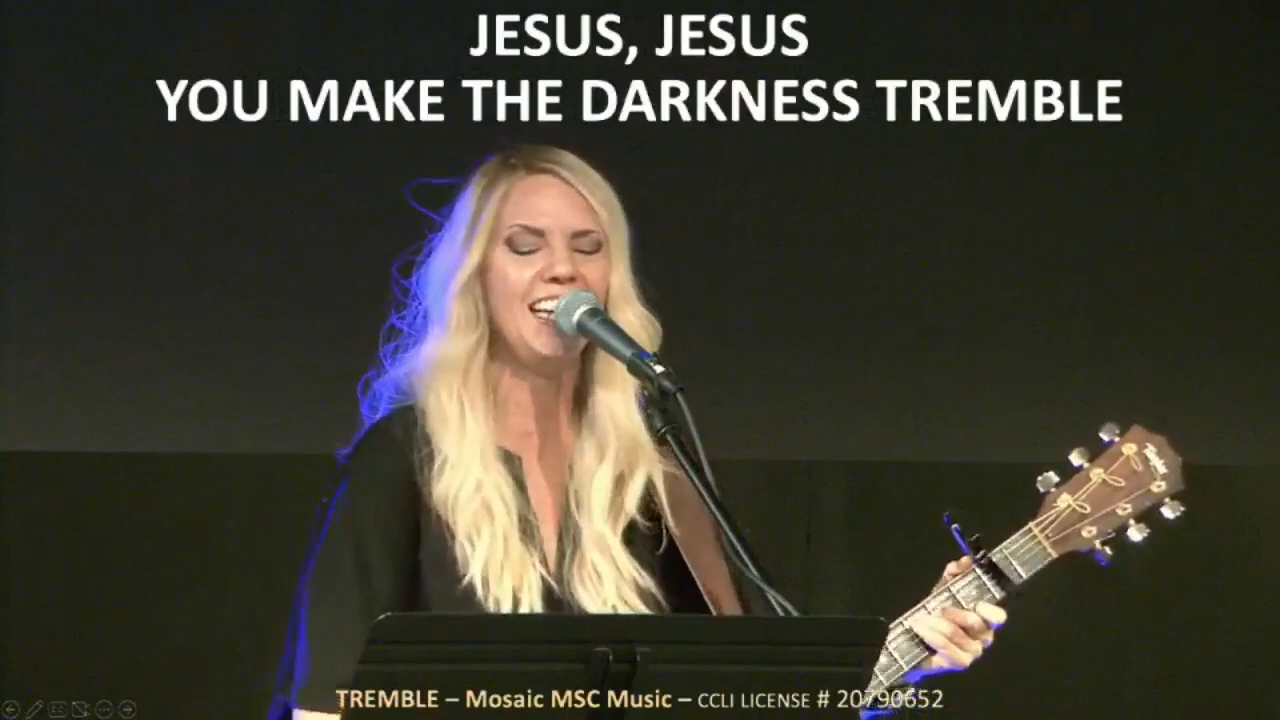 JESUS, JESUS
YOU MAKE THE DARKNESS TREMBLE
TREMBLE – Mosaic MSC Music – CCLI LICENSE # 20790652